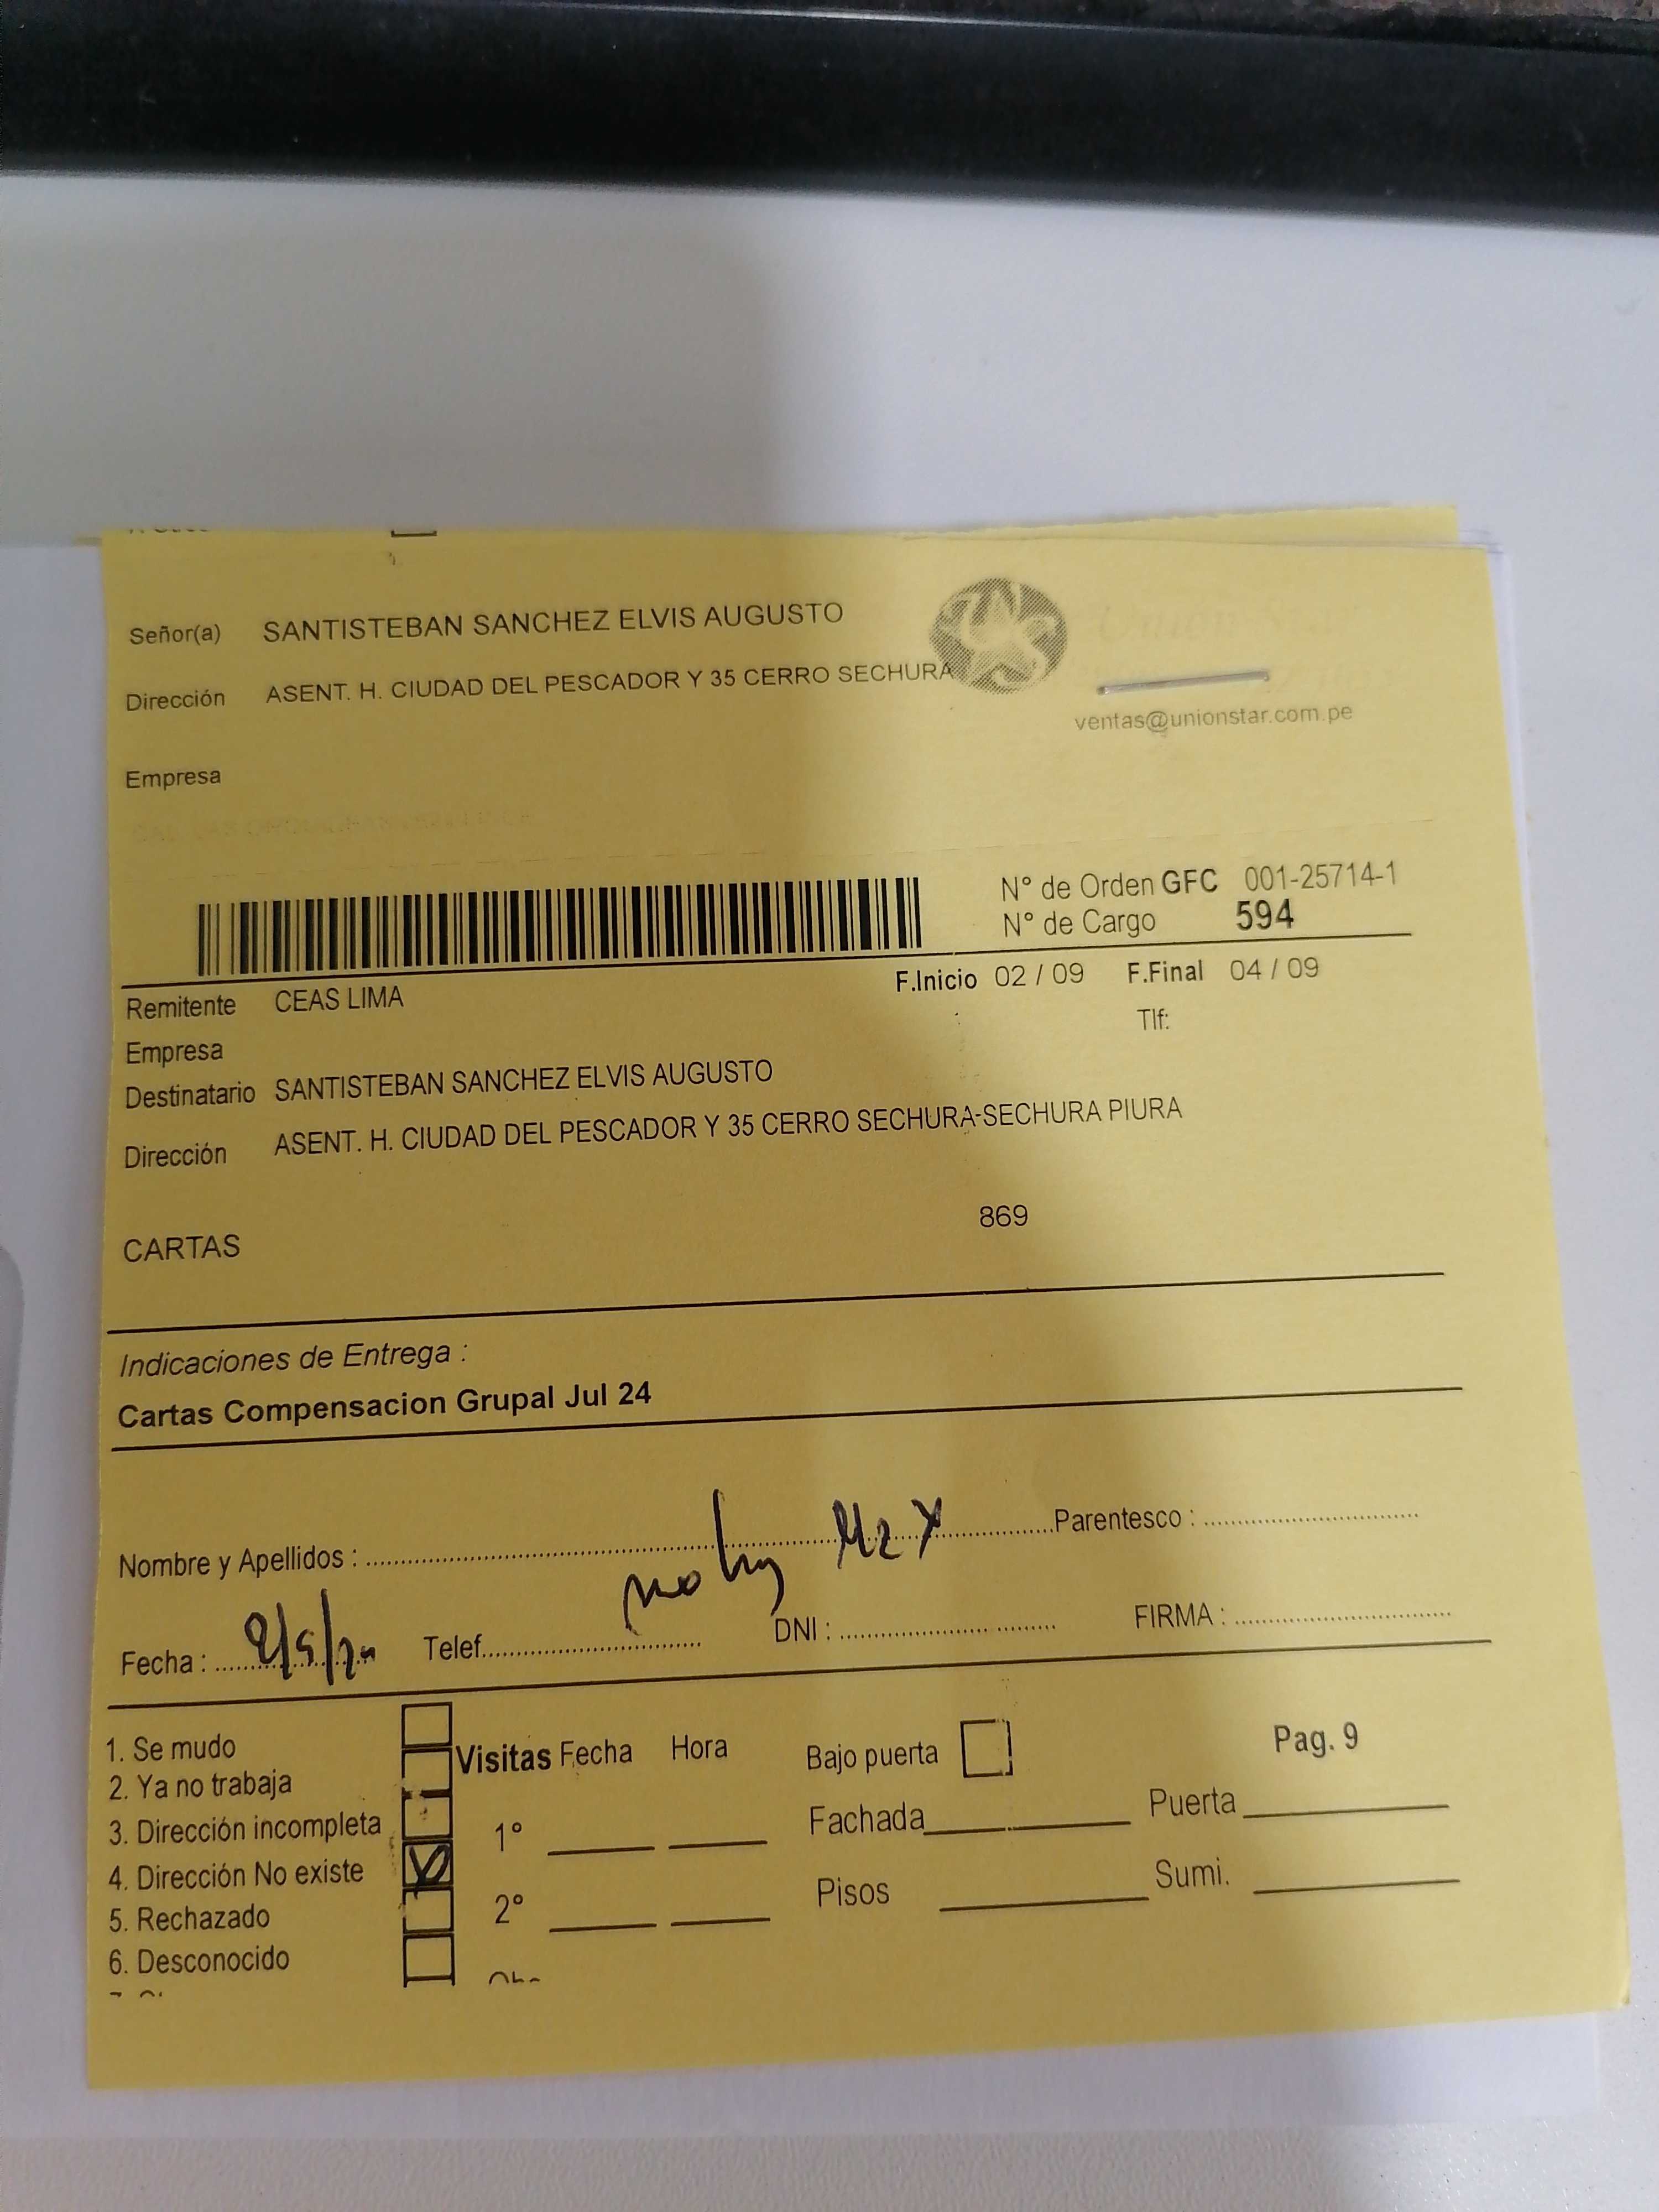 Señor(a) SANTISTEBAN SANCHEZ ELVIS AUGUSTO
Dirección ASENT. H. CIUDAD DEL PESCADOR Y 35 CERRO SECHURA
ventas@unionstar.com.pe
Empresa
N° de Orden GFC 001-25714-1
N° de Cargo 594
F.Inicio 02 / 09 F.Final 04 / 09
Remitente CEAS LIMA
Tlf:
Empresa
Destinatario SANTISTEBAN SANCHEZ ELVIS AUGUSTO
Dirección ASENT. H. CIUDAD DEL PESCADOR Y 35 CERRO SECHURA-SECHURA PIURA
869
CARTAS
Indicaciones de Entrega :
Cartas Compensacion Grupal Jul 24
Nombre y Apellidos : no hay Mz Y Parentesco :
Fecha : Telef. DNI : FIRMA :
1. Se mudo
2. Ya no trabaja
3. Dirección incompleta
4. Dirección No existe
5. Rechazado
6. Desconocido
Visitas Fecha Hora
1°
2°
Bajo puerta
Pag. 9
Fachada Puerta
Pisos Sumi.